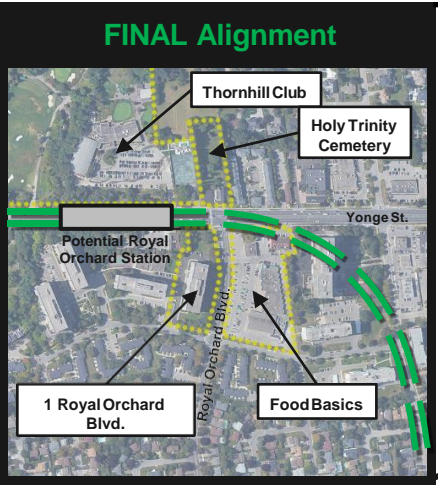 FINAL Alignment
Thornhill Club
Holy Trinity
Cemetery
Yonge St.
Potential Royal
Orchard Station
Royal Orchard Blvd.
1 Royal Orchard
Blvd.
Food Basics